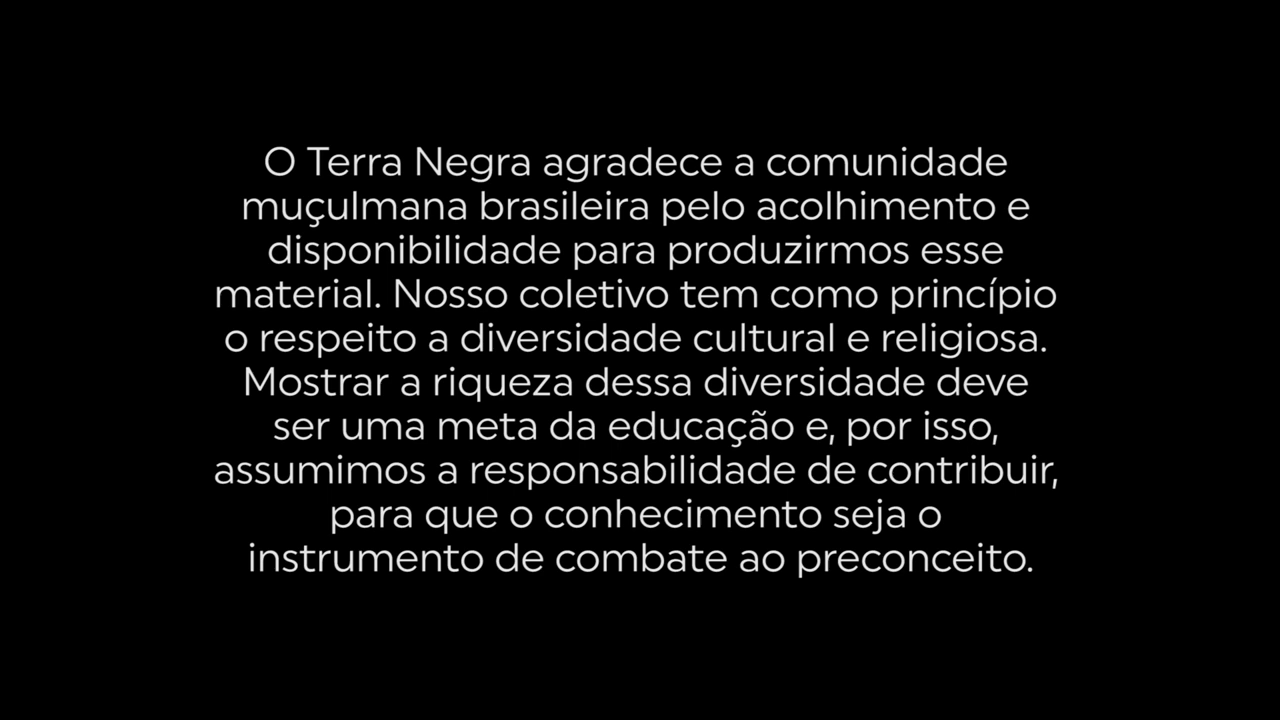 O Terra Negra agradece a comunidade
muçulmana brasileira pelo acolhimento e
disponibilidade para produzirmos esse
material. Nosso coletivo tem como princípio
o respeito a diversidade cultural e religiosa.
Mostrar a riqueza dessa diversidade deve
ser uma meta da educação e, por isso,
assumimos a responsabilidade de contribuir,
para que o conhecimento seja o
instrumento de combate ao preconceito.